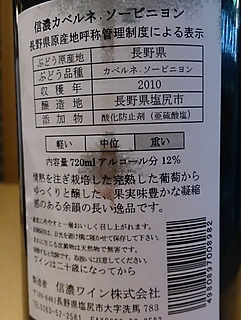 信濃カベルネ.ソービニヨン
長野県原産地呼称管理制度による表示
ぶどう原産地 長野県
ぶどう品種 カベルネ.ソービニヨン
収穫年 2010
醸造地 長野県塩尻市
添加物 酸化防止剤（亜硫酸塩）
軽い 中位 重い
内容量720mlアルコール分12%
情熱を注ぎ栽培した完熟した葡萄から
ゆっくりと醸した、果実味豊かな凝縮
感のある余韻の長い逸品です。
ワインは二十歳になってから
製造者 信濃ワイン株式会社
長野県塩尻市大字洗馬 783
4980697008982